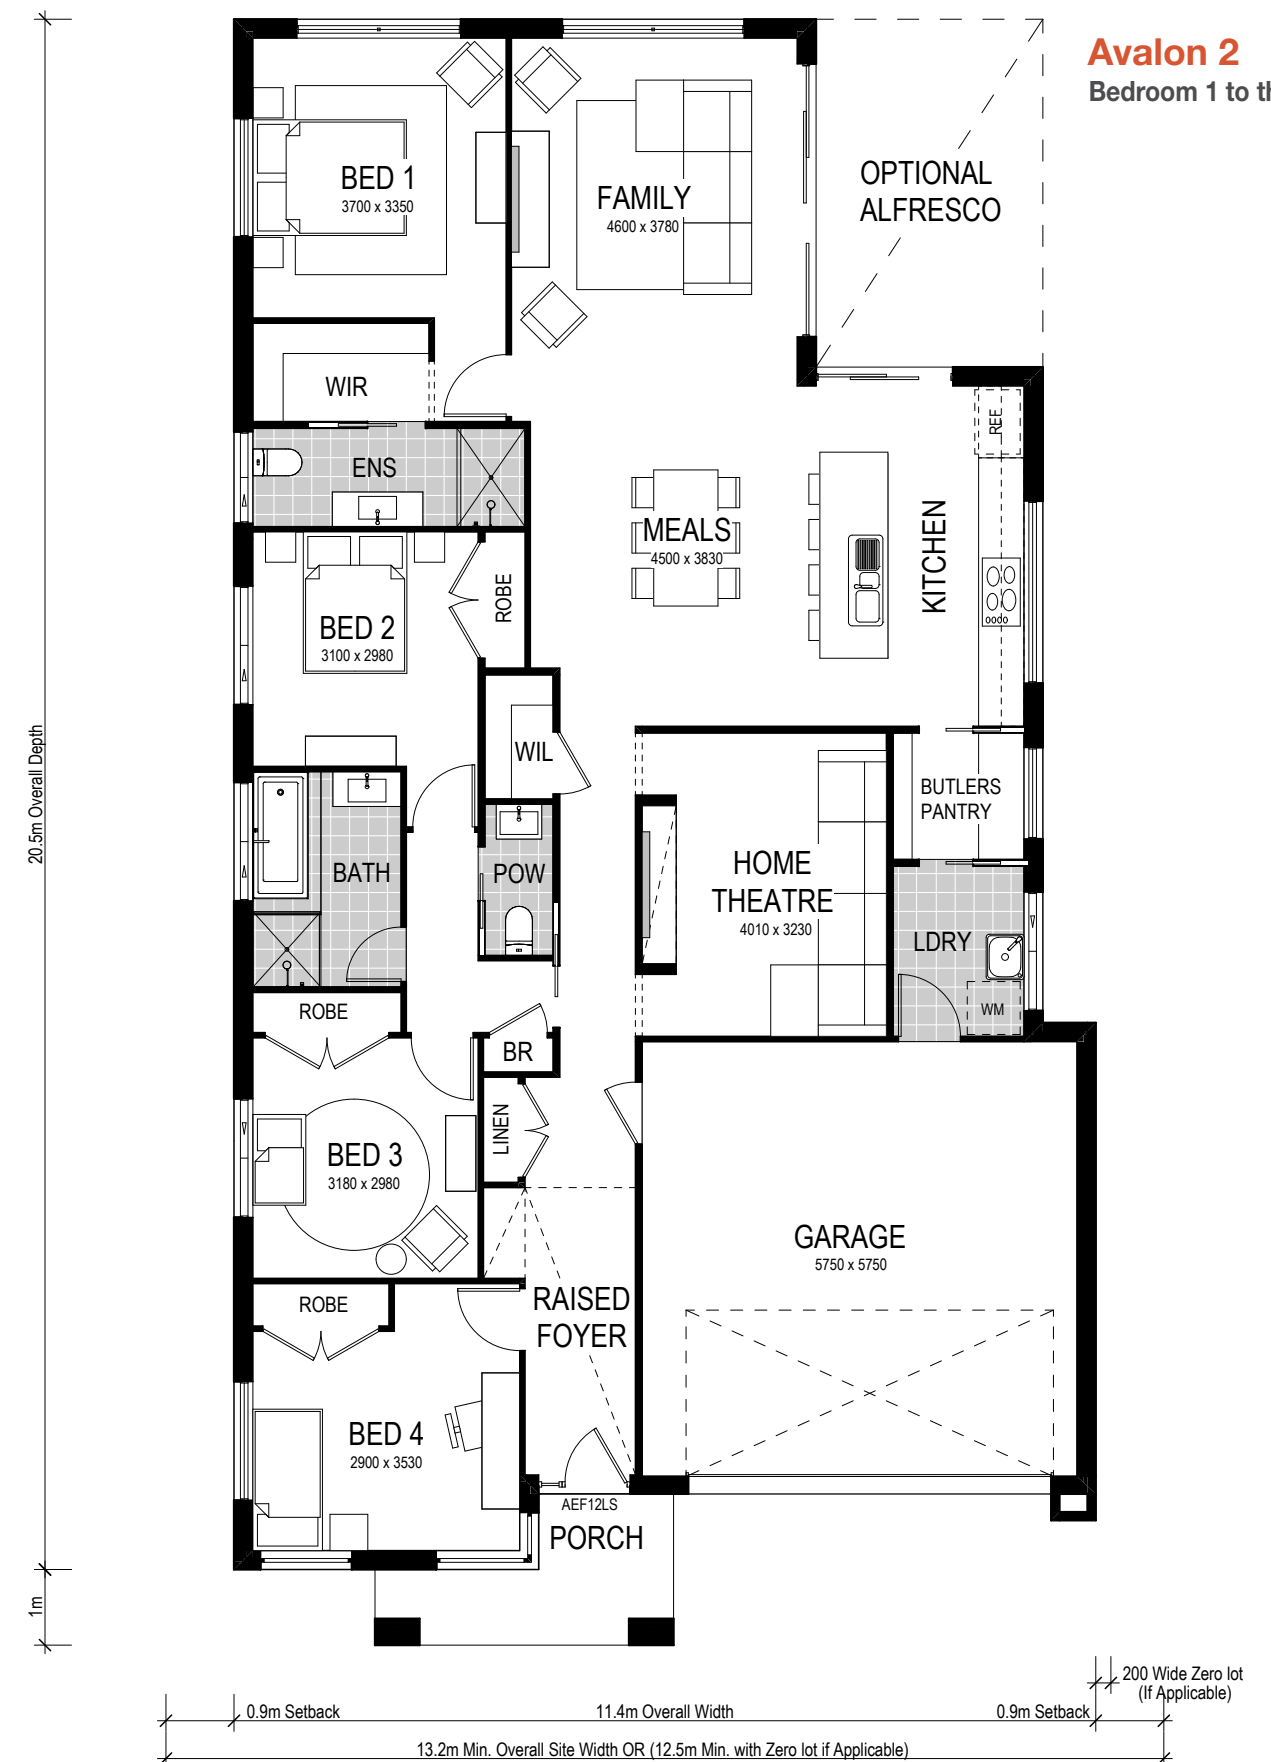 Avalon 2
Bedroom 1 to
BED 1
3700 x 3350
FAMILY
4600 x 3780
OPTIONAL
ALFRESCO
WIR
ENS
REF
MEALS
4500 x 3830
KITCHEN
BED 2
3100 x 2980
ROBE
WIL
BUTLERS
PANTRY
BATH
POW
HOME
THEATRE
4010 x 3230
LDRY
WM
ROBE
BR
LINEN
BED 3
3180 x 2980
GARAGE
5750 x 5750
ROBE
RAISED
FOYER
BED 4
2900 x 3530
AEF12LS
PORCH
20.5m Overall Depth
1m
200 Wide Zero lot
(If Applicable)
0.9m Setback
11.4m Overall Width
0.9m Setback
13.2m Min. Overall Site Width OR (12.5m Min. with Zero lot if Applicable)